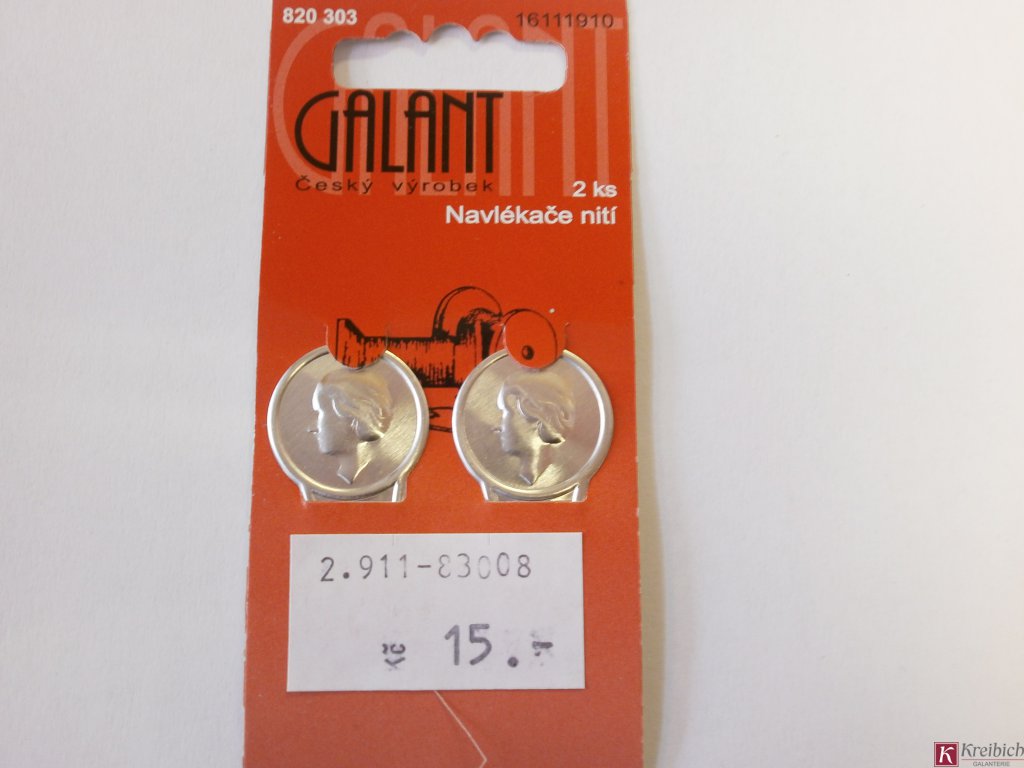 820 303
16111910
GALANT
Český výrobek
2 ks
Navlékače nití
2.911-83008
Kč 15.-
Kreibich
GALANTERIE